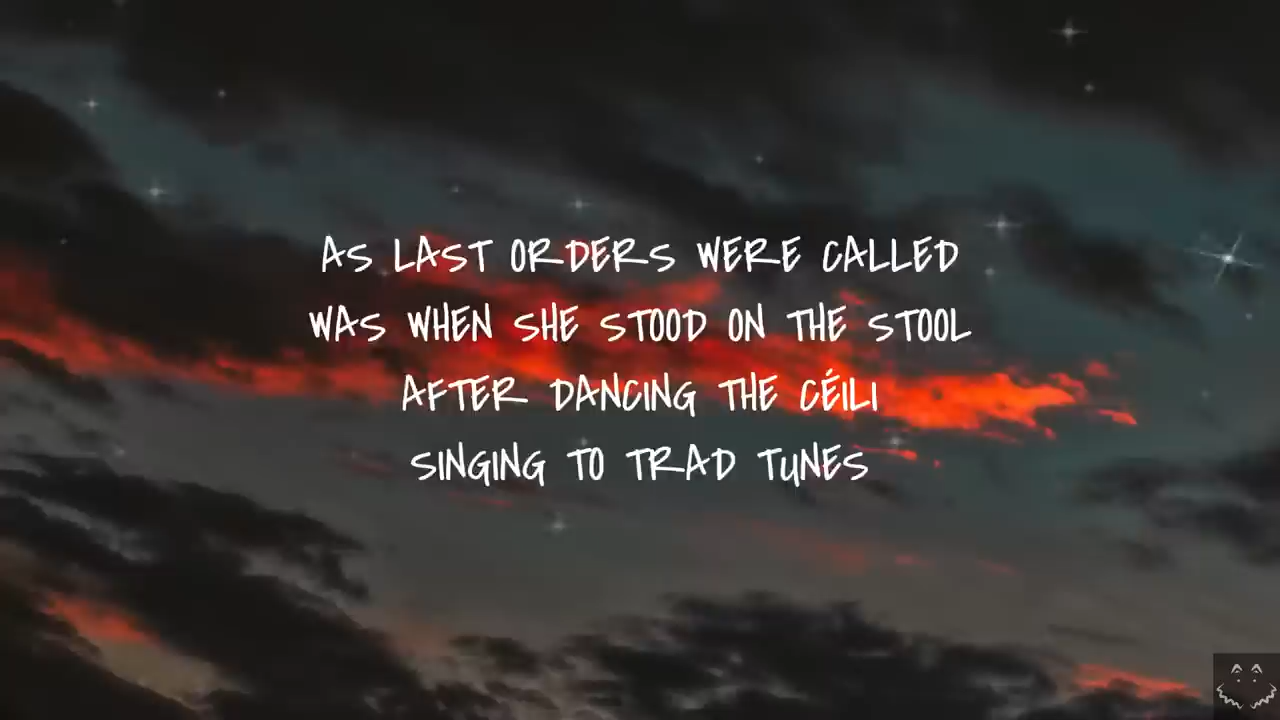 AS LAST ORDERS WERE CALLED
WAS WHEN SHE STOOD ON THE STOOL
AFTER DANCING THE CÉILI
SINGING TO TRAD TUNES